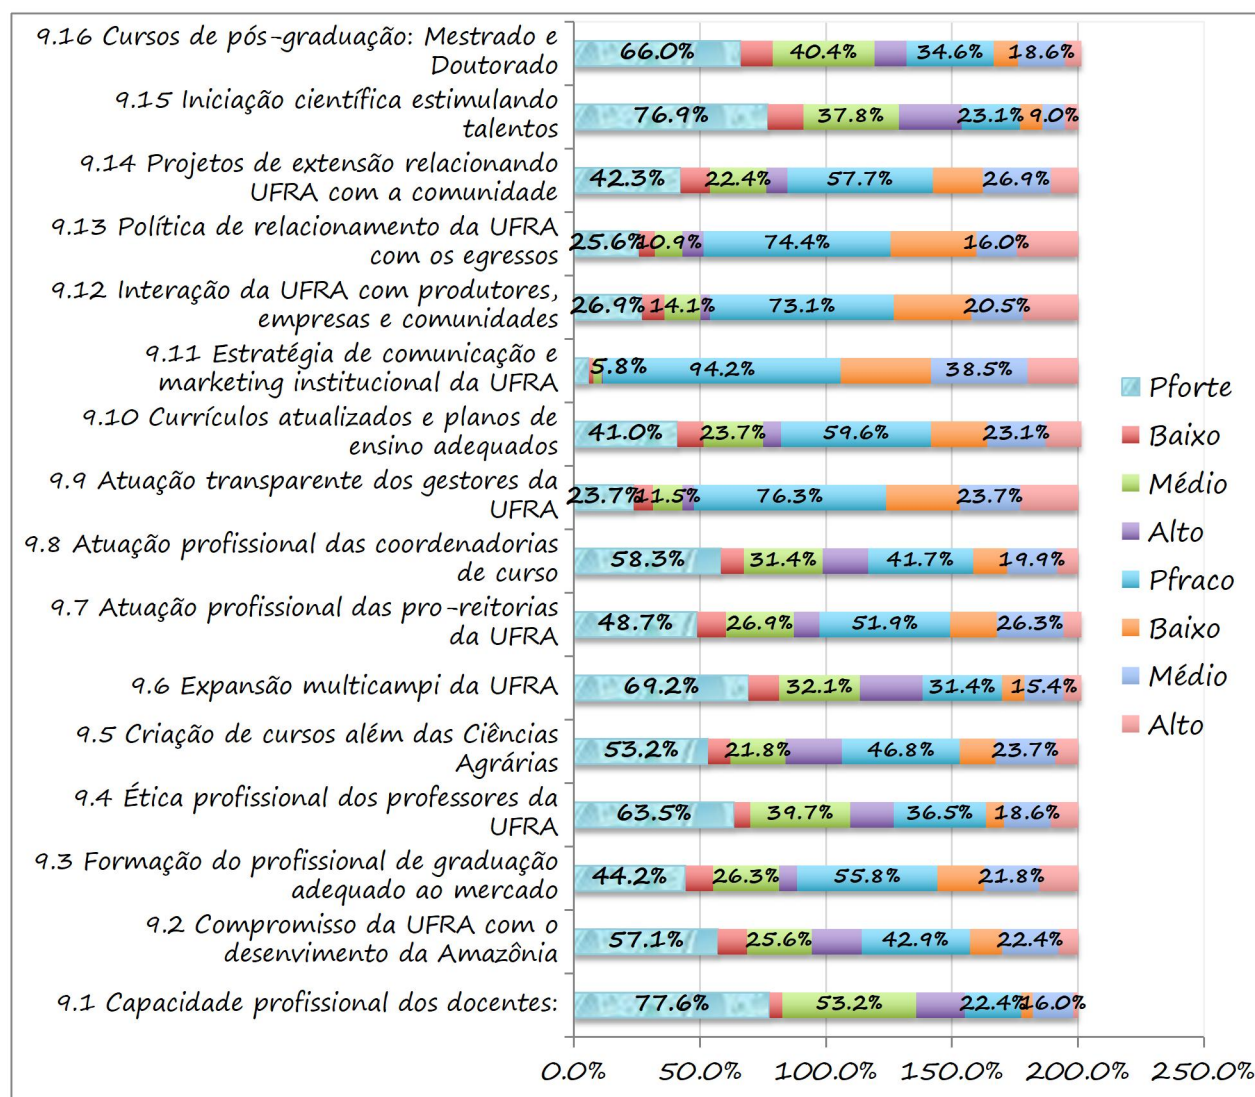 9.16 Cursos de pós-graduação: Mestrado e
Doutorado
66.0% 40.4% 34.6% 18.6%
9.15 Iniciação científica estimulando
talentos
76.9% 37.8% 23.1% 9.0%
9.14 Projetos de extensão relacionando
UFRA com a comunidade
42.3% 22.4% 57.7% 26.9%
9.13 Política de relacionamento da UFRA
com os egressos
25.6% 10.9% 74.4% 16.0%
9.12 Interação da UFRA com produtores,
empresas e comunidades
26.9% 14.1% 73.1% 20.5%
9.11 Estratégia de comunicação e
marketing institucional da UFRA
5.8% 94.2% 38.5%
9.10 Currículos atualizados e planos de
ensino adequados
41.0% 23.7% 59.6% 23.1%
9.9 Atuação transparente dos gestores da
UFRA
23.7% 11.5% 76.3% 23.7%
9.8 Atuação profissional das coordenadorias
de curso
58.3% 31.4% 41.7% 19.9%
9.7 Atuação profissional das pro-reitorias
da UFRA
48.7% 26.9% 51.9% 26.3%
9.6 Expansão multicampi da UFRA
69.2% 32.1% 31.4% 15.4%
9.5 Criação de cursos além das Ciências
Agrárias
53.2% 21.8% 46.8% 23.7%
9.4 Ética profissional dos professores da
UFRA
63.5% 39.7% 36.5% 18.6%
9.3 Formação do profissional de graduação
adequado ao mercado
44.2% 26.3% 55.8% 21.8%
9.2 Compromisso da UFRA com o
desenvimento da Amazônia
57.1% 25.6% 42.9% 22.4%
9.1 Capacidade profissional dos docentes:
77.6% 53.2% 22.4% 16.0%
0.0% 50.0% 100.0% 150.0% 200.0% 250.0%
Pforte
Baixo
Médio
Alto
Pfraco
Baixo
Médio
Alto